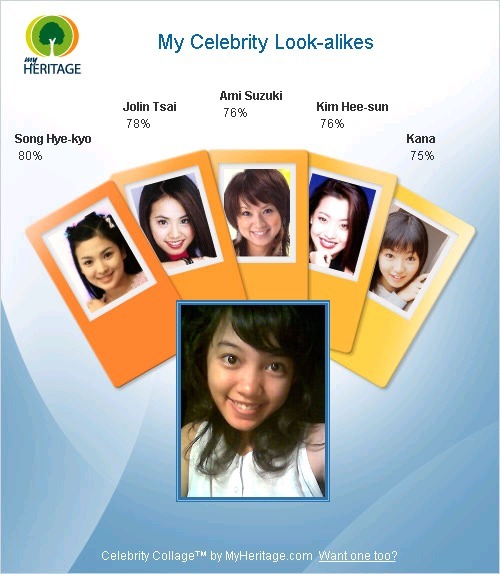 My Celebrity Look-alikes
my
HERITAGE
Ami Suzuki
76%
Jolin Tsai
78%
Kim Hee-sun
76%
Song Hye-kyo
80%
Kana
75%
Celebrity Collage™ by MyHeritage.com Want one too?